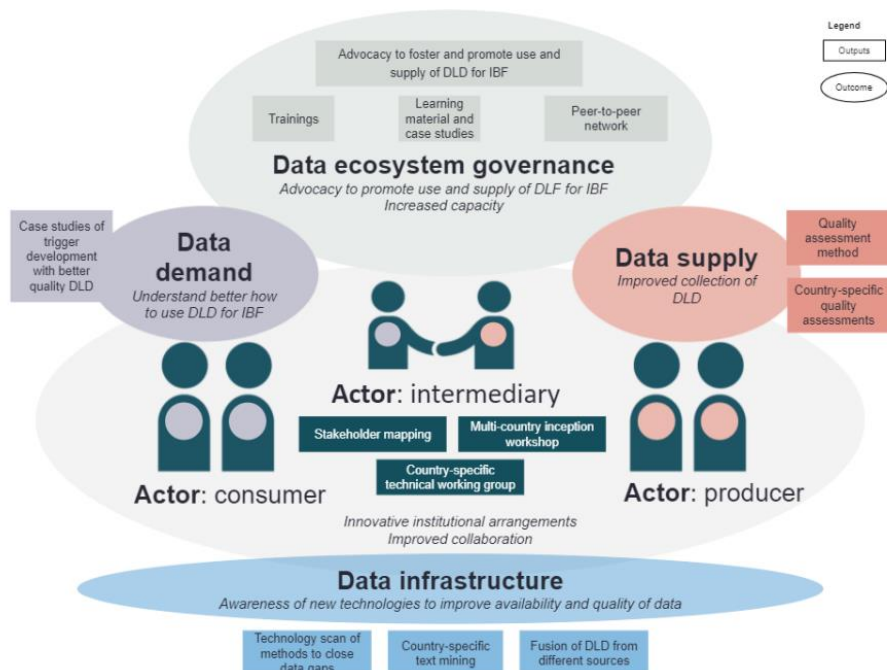 Legend
Outputs
Outcome
Advocacy to foster and promote use and
supply of DLD for IBF
Trainings
Learning
material and
case studies
Peer-to-peer
network
Data ecosystem governance
Advocacy to promote use and supply of DLF for IBF
Increased capacity
Case studies of
trigger
development
with better
quality DLD
Data
demand
Understand better how
to use DLD for IBF
Data supply
Improved collection of
DLD
Quality
assessment
method
Country-specific
quality
assessments
Actor: intermediary
Stakeholder mapping
Multi-country inception
workshop
Country-specific
technical working group
Actor: consumer
Actor: producer
Innovative institutional arrangements
Improved collaboration
Data infrastructure
Awareness of new technologies to improve availability and quality of data
Technology scan of
methods to close
data gaps
Country-specific
text mining
Fusion of DLD from
different sources